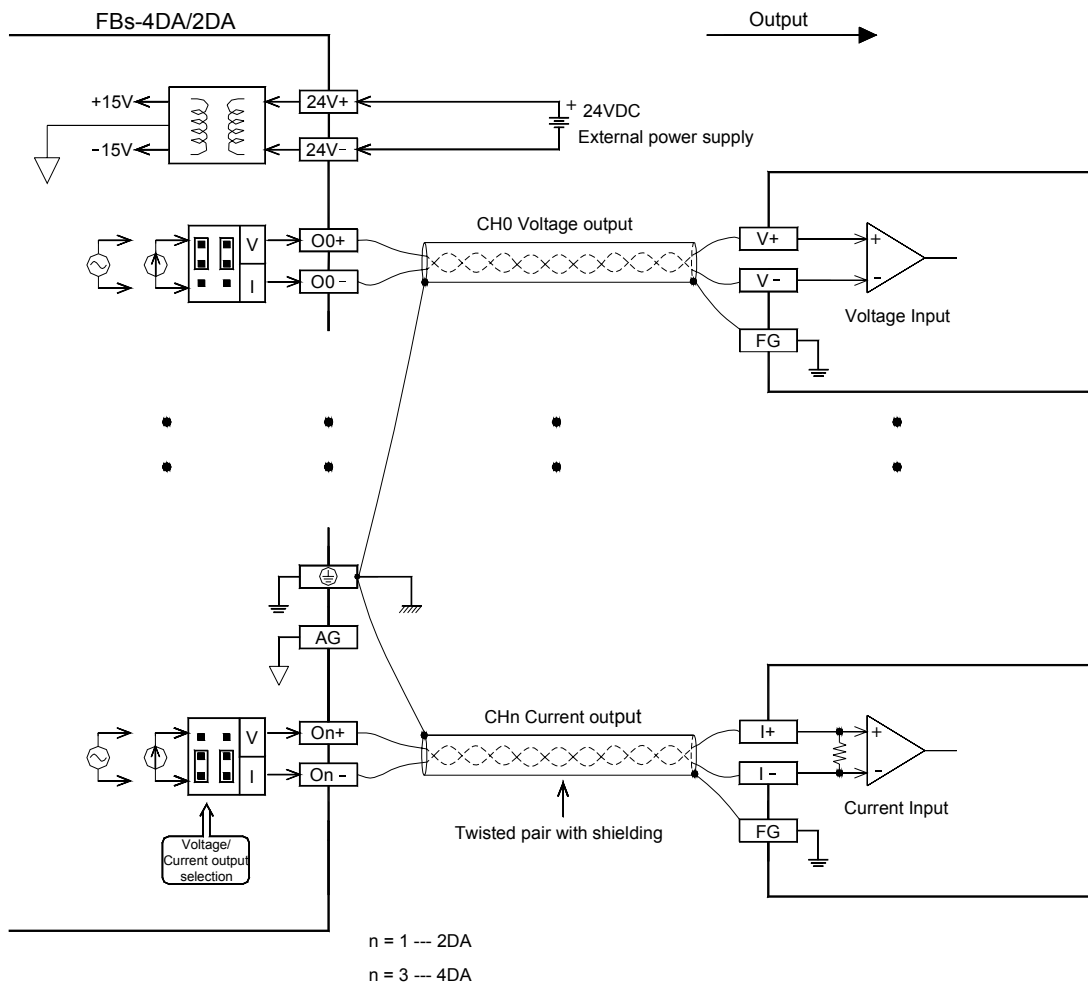 FBs-4DA/2DA
Output
+15V
24V+
+ 24VDC
External power supply
-15V
24V-
CH0 Voltage output
V
O0+
V+
+
I
O0-
V-
-
Voltage Input
FG
AG
CHn Current output
V
On+
I+
+
I
On-
I-
-
Current Input
Twisted pair with shielding
FG
Voltage/
Current output
selection
n = 1 --- 2DA
n = 3 --- 4DA